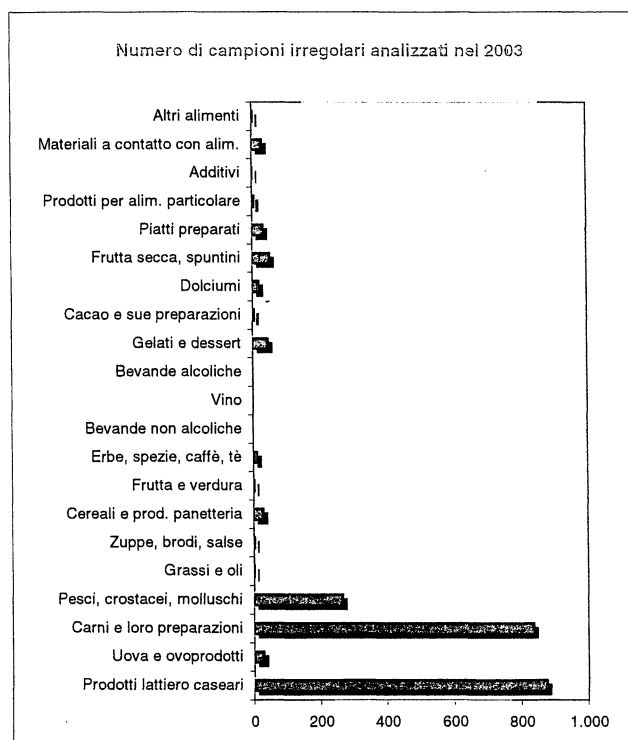 Numero di campioni irregolari analizzati nel 2003
Altri alimenti
Materiali a contatto con alim.
Additivi
Prodotti per alim. particolare
Piatti preparati
Frutta secca, spuntini
Dolciumi
Cacao e sue preparazioni
Gelati e dessert
Bevande alcoliche
Vino
Bevande non alcoliche
Erbe, spezie, caffè, tè
Frutta e verdura
Cereali e prod. panetteria
Zuppe, brodi, salse
Grassi e oli
Pesci, crostacei, molluschi
Carni e loro preparazioni
Uova e ovoprodotti
Prodotti lattiero caseari
0 200 400 600 800 1.000